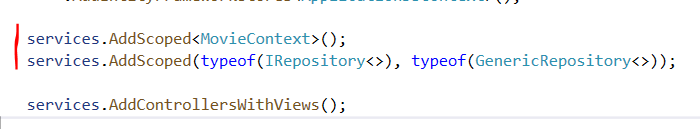 services.AddScoped<MovieContext>();
services.AddScoped(typeof(IRepository<>), typeof(GenericRepository<>));
services.AddControllersWithViews();